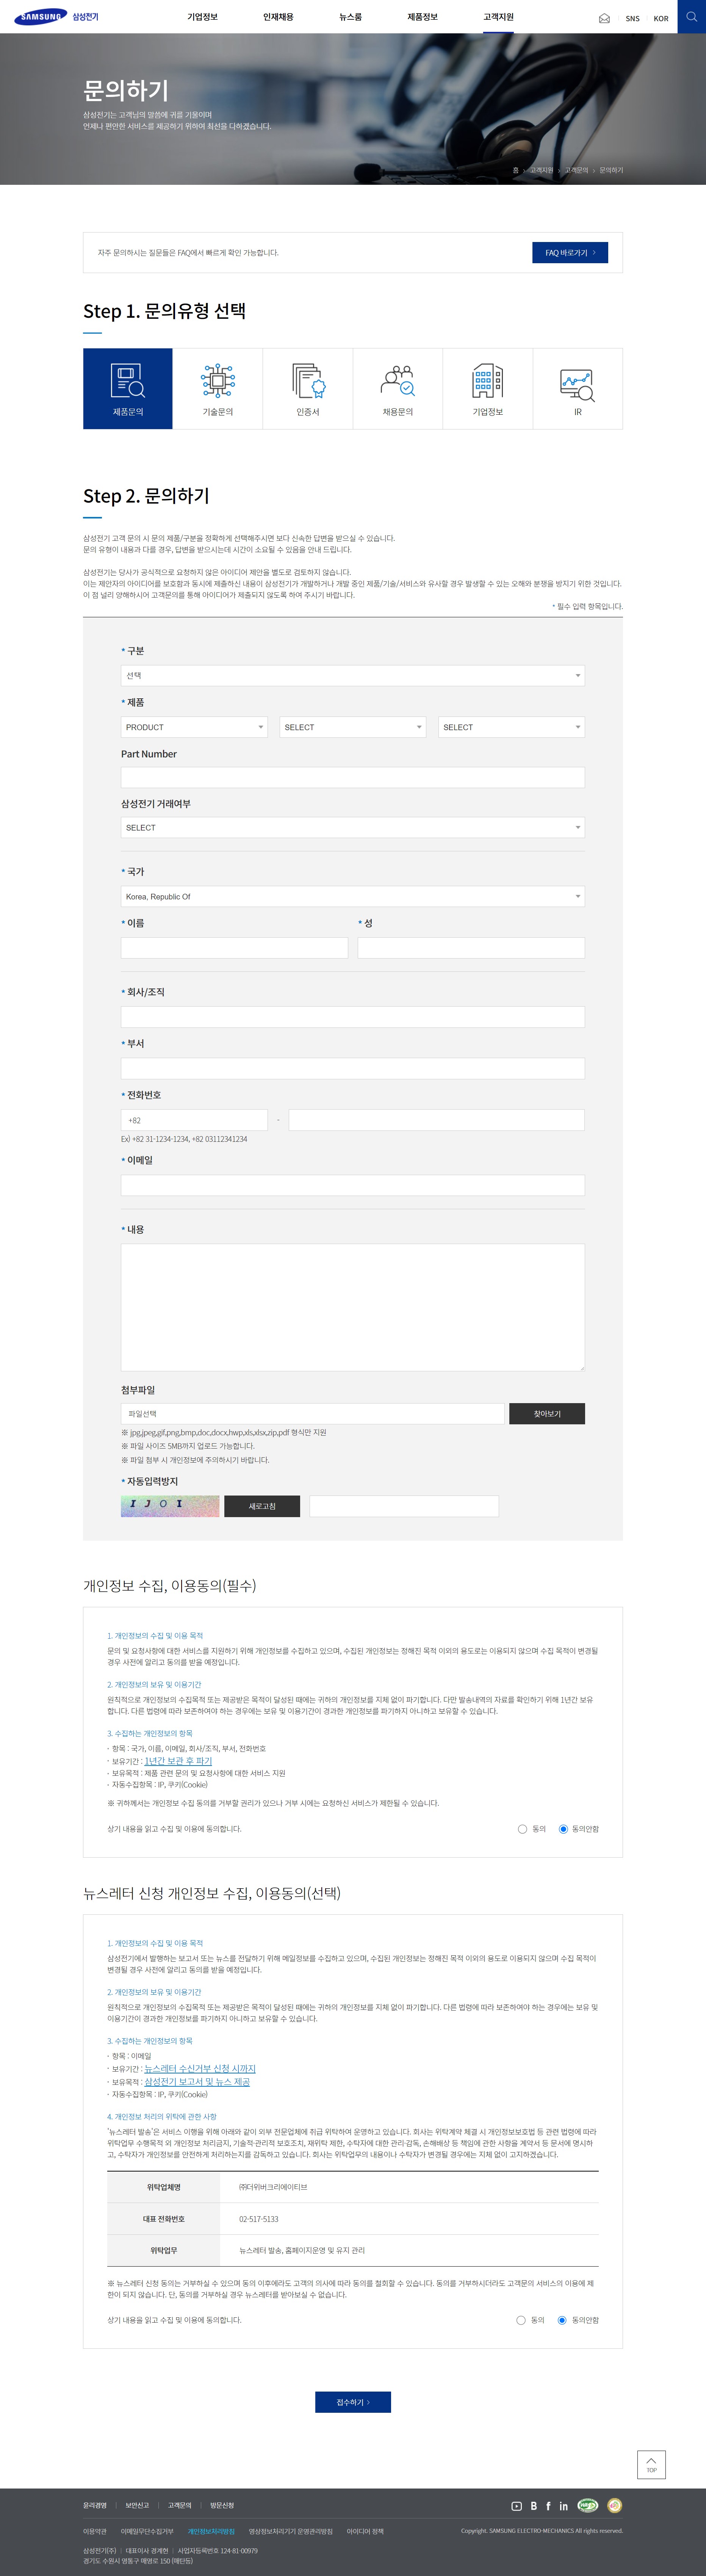 SAMSUNG 삼성전기
기업정보 인재채용 뉴스룸 제품정보 고객지원
SNS KOR
문의하기
삼성전기는 고객님의 말씀에 귀를 기울이며
언제나 편안한 서비스를 제공하기 위하여 최선을 다하겠습니다.
홈 > 고객지원 > 고객문의 > 문의하기
자주 문의하시는 질문들은 FAQ에서 빠르게 확인 가능합니다.
FAQ 바로가기 >
Step 1. 문의유형 선택
제품문의 기술문의 인증서 채용문의 기업정보 IR
Step 2. 문의하기
삼성전기 고객 문의 시 문의 제품/구분을 정확하게 선택해주시면 보다 신속한 답변을 받으실 수 있습니다.
문의 유형이 내용과 다를 경우, 답변을 받으시는데 시간이 소요될 수 있음을 안내 드립니다.
삼성전기는 당사가 공식적으로 요청하지 않은 아이디어 제안을 별도로 검토하지 않습니다.
이는 제안자의 아이디어를 보호함과 동시에 제출하신 내용이 삼성전기가 개발하거나 개발 중인 제품/기술/서비스와 유사할 경우 발생할 수 있는 오해와 분쟁을 방지기 위한 것입니다.
이 점 널리 양해하시어 고객문의를 통해 아이디어가 제출되지 않도록 하여 주시기 바랍니다.
* 필수 입력 항목입니다.
* 구분
선택
* 제품
PRODUCT SELECT SELECT
Part Number
삼성전기 거래여부
SELECT
* 국가
Korea, Republic Of
* 이름 * 성
* 회사/조직
* 부서
* 전화번호
+82 -
Ex) +82 31-1234-1234, +82 03112341234
* 이메일
* 내용
첨부파일
파일선택 찾아보기
※ jpg,jpeg,gif,png,bmp,doc,docx,hwp,xls,xlsx,zip,pdf 형식만 지원
※ 파일 사이즈 5MB까지 업로드 가능합니다.
※ 파일 첨부 시 개인정보에 주의하시기 바랍니다.
* 자동입력방지
I J O I 새로고침
개인정보 수집, 이용동의(필수)
1. 개인정보의 수집 및 이용 목적
문의 및 요청사항에 대한 서비스를 지원하기 위해 개인정보를 수집하고 있으며, 수집된 개인정보는 정해진 목적 이외의 용도로는 이용되지 않으며 수집 목적이 변경될
경우 사전에 알리고 동의를 받을 예정입니다.
2. 개인정보의 보유 및 이용기간
원칙적으로 개인정보의 수집목적 또는 제공받은 목적이 달성된 때에는 귀하의 개인정보를 지체 없이 파기합니다. 다만 발송내역의 자료를 확인하기 위해 1년간 보유
합니다. 다른 법령에 따라 보존하여야 하는 경우에는 보유 및 이용기간이 경과한 개인정보를 파기하지 아니하고 보유할 수 있습니다.
3. 수집하는 개인정보의 항목
· 항목 : 국가, 이름, 이메일, 회사/조직, 부서, 전화번호
· 보유기간 : 1년간 보관 후 파기
· 보유목적 : 제품 관련 문의 및 요청사항에 대한 서비스 지원
· 자동수집항목 : IP, 쿠키(Cookie)
※ 귀하께서는 개인정보 수집 동의를 거부할 권리가 있으나 거부 시에는 요청하신 서비스가 제한될 수 있습니다.
상기 내용을 읽고 수집 및 이용에 동의합니다. 동의 동의안함
뉴스레터 신청 개인정보 수집, 이용동의(선택)
1. 개인정보의 수집 및 이용 목적
삼성전기에서 발행하는 보고서 또는 뉴스를 전달하기 위해 메일정보를 수집하고 있으며, 수집된 개인정보는 정해진 목적 이외의 용도로 이용되지 않으며 수집 목적이
변경될 경우 사전에 알리고 동의를 받을 예정입니다.
2. 개인정보의 보유 및 이용기간
원칙적으로 개인정보의 수집목적 또는 제공받은 목적이 달성된 때에는 귀하의 개인정보를 지체 없이 파기합니다. 다른 법령에 따라 보존하여야 하는 경우에는 보유 및
이용기간이 경과한 개인정보를 파기하지 아니하고 보유할 수 있습니다.
3. 수집하는 개인정보의 항목
· 항목 : 이메일
· 보유기간 : 뉴스레터 수신거부 신청 시까지
· 보유목적 : 삼성전기 보고서 및 뉴스 제공
· 자동수집항목 : IP, 쿠키(Cookie)
4. 개인정보 처리의 위탁에 관한 사항
'뉴스레터 발송'은 서비스 이행을 위해 아래와 같이 외부 전문업체에 취급 위탁하여 운영하고 있습니다. 회사는 위탁계약 체결 시 개인정보보호법 등 관련 법령에 따라
위탁업무 수행목적 외 개인정보 처리금지, 기술적·관리적 보호조치, 재위탁 제한, 수탁자에 대한 관리·감독, 손해배상 등 책임에 관한 사항을 계약서 등 문서에 명시하
고, 수탁자가 개인정보를 안전하게 처리하는지를 감독하고 있습니다. 회사는 위탁업무의 내용이나 수탁자가 변경될 경우에는 지체 없이 고지하겠습니다.
위탁업체명 ㈜더위버크리에이티브
대표 전화번호 02-517-5133
위탁업무 뉴스레터 발송, 홈페이지운영 및 유지 관리
※ 뉴스레터 신청 동의는 거부하실 수 있으며 동의 이후에라도 고객의 의사에 따라 동의를 철회할 수 있습니다. 동의를 거부하시더라도 고객문의 서비스의 이용에 제
한이 되지 않습니다. 단, 동의를 거부하실 경우 뉴스레터를 받아보실 수 없습니다.
상기 내용을 읽고 수집 및 이용에 동의합니다. 동의 동의안함
접수하기 >
TOP
윤리경영 | 보안신고 | 고객문의 | 방문신청
이용약관 이메일무단수집거부 개인정보처리방침 영상정보처리기기 운영관리방침 아이디어 정책
Copyright. SAMSUNG ELECTRO-MECHANICS All rights reserved.
삼성전기(주) | 대표이사 경계현 | 사업자등록번호 124-81-00979
경기도 수원시 영통구 매영로 150 (매탄동)